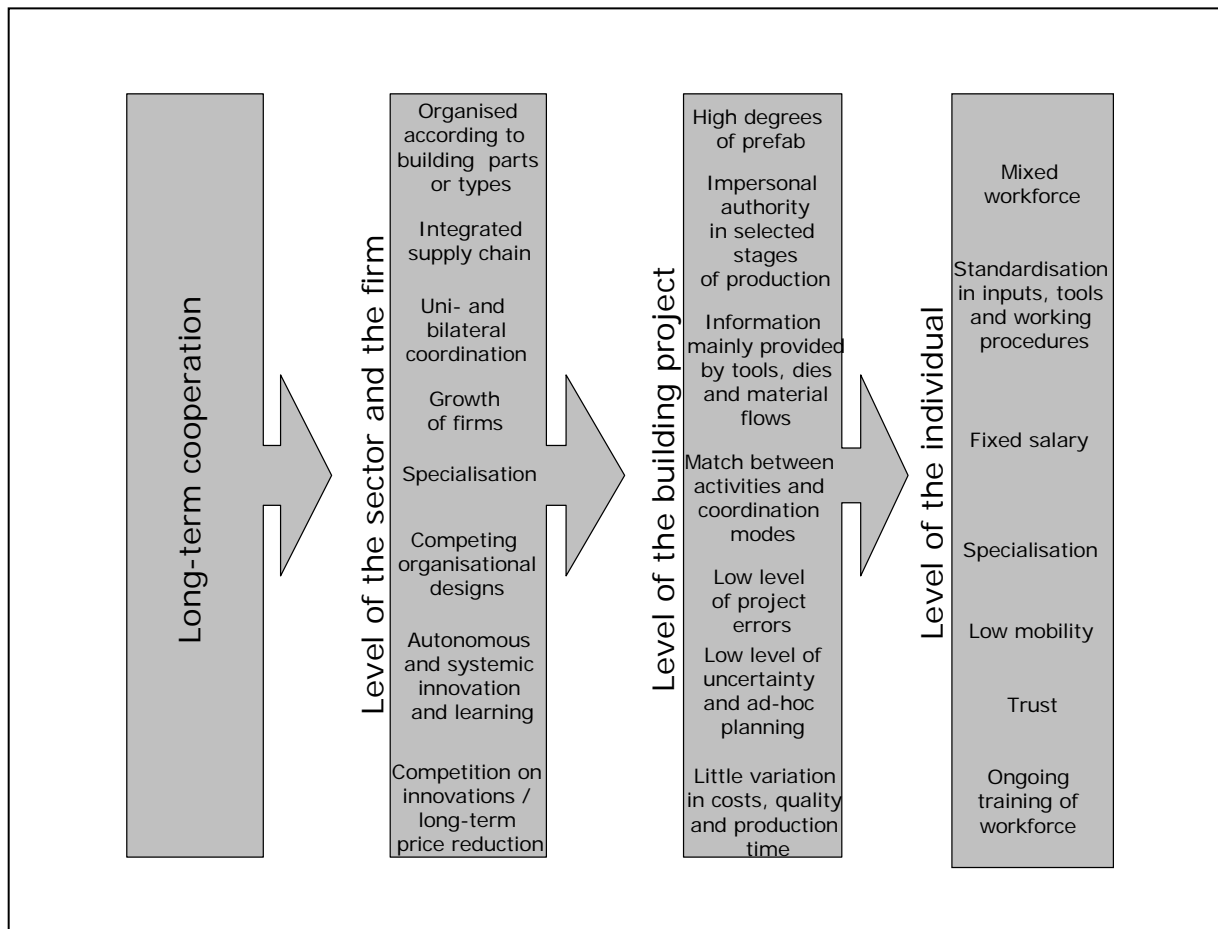 Long-term cooperation
Level of the sector and the firm
Organised
according to
building parts
or types
Integrated
supply chain
Uni- and
bilateral
coordination
Growth
of firms
Specialisation
Competing
organisational
designs
Autonomous
and systemic
innovation
and learning
Competition on
innovations /
long-term
price reduction
Level of the building project
High degrees
of prefab
Impersonal
authority
in selected
stages
of production
Information
mainly provided
by tools, dies
and material
flows
Match between
activities and
coordination
modes
Low level
of project
errors
Low level of
uncertainty
and ad-hoc
planning
Little variation
in costs, quality
and production
time
Level of the individual
Mixed
workforce
Standardisation
in inputs, tools
and working
procedures
Fixed salary
Specialisation
Low mobility
Trust
Ongoing
training of
workforce